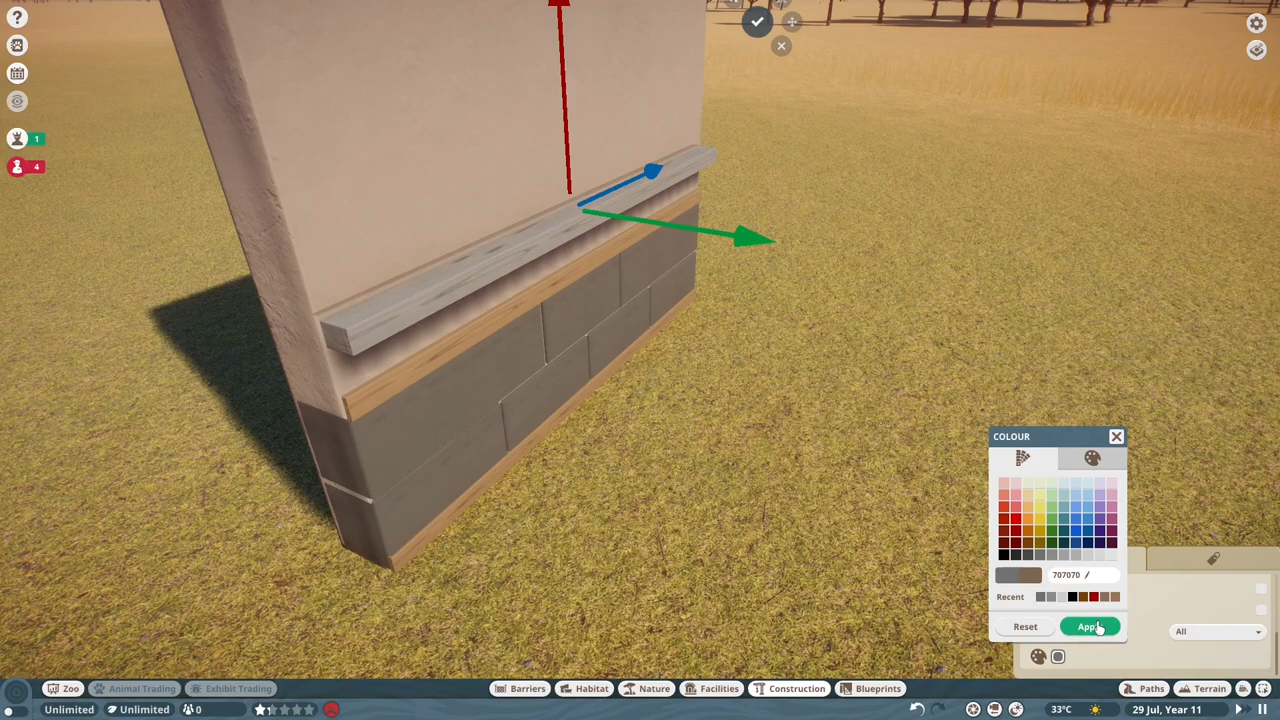 ?
1
4
COLOUR
707070 /
Recent
Reset
Apply
All
Zoo
Animal Trading
Exhibit Trading
Barriers
Habitat
Nature
Facilities
Construction
Blueprints
Paths
Terrain
Unlimited
Unlimited
0
33°C
29 Jul, Year 11